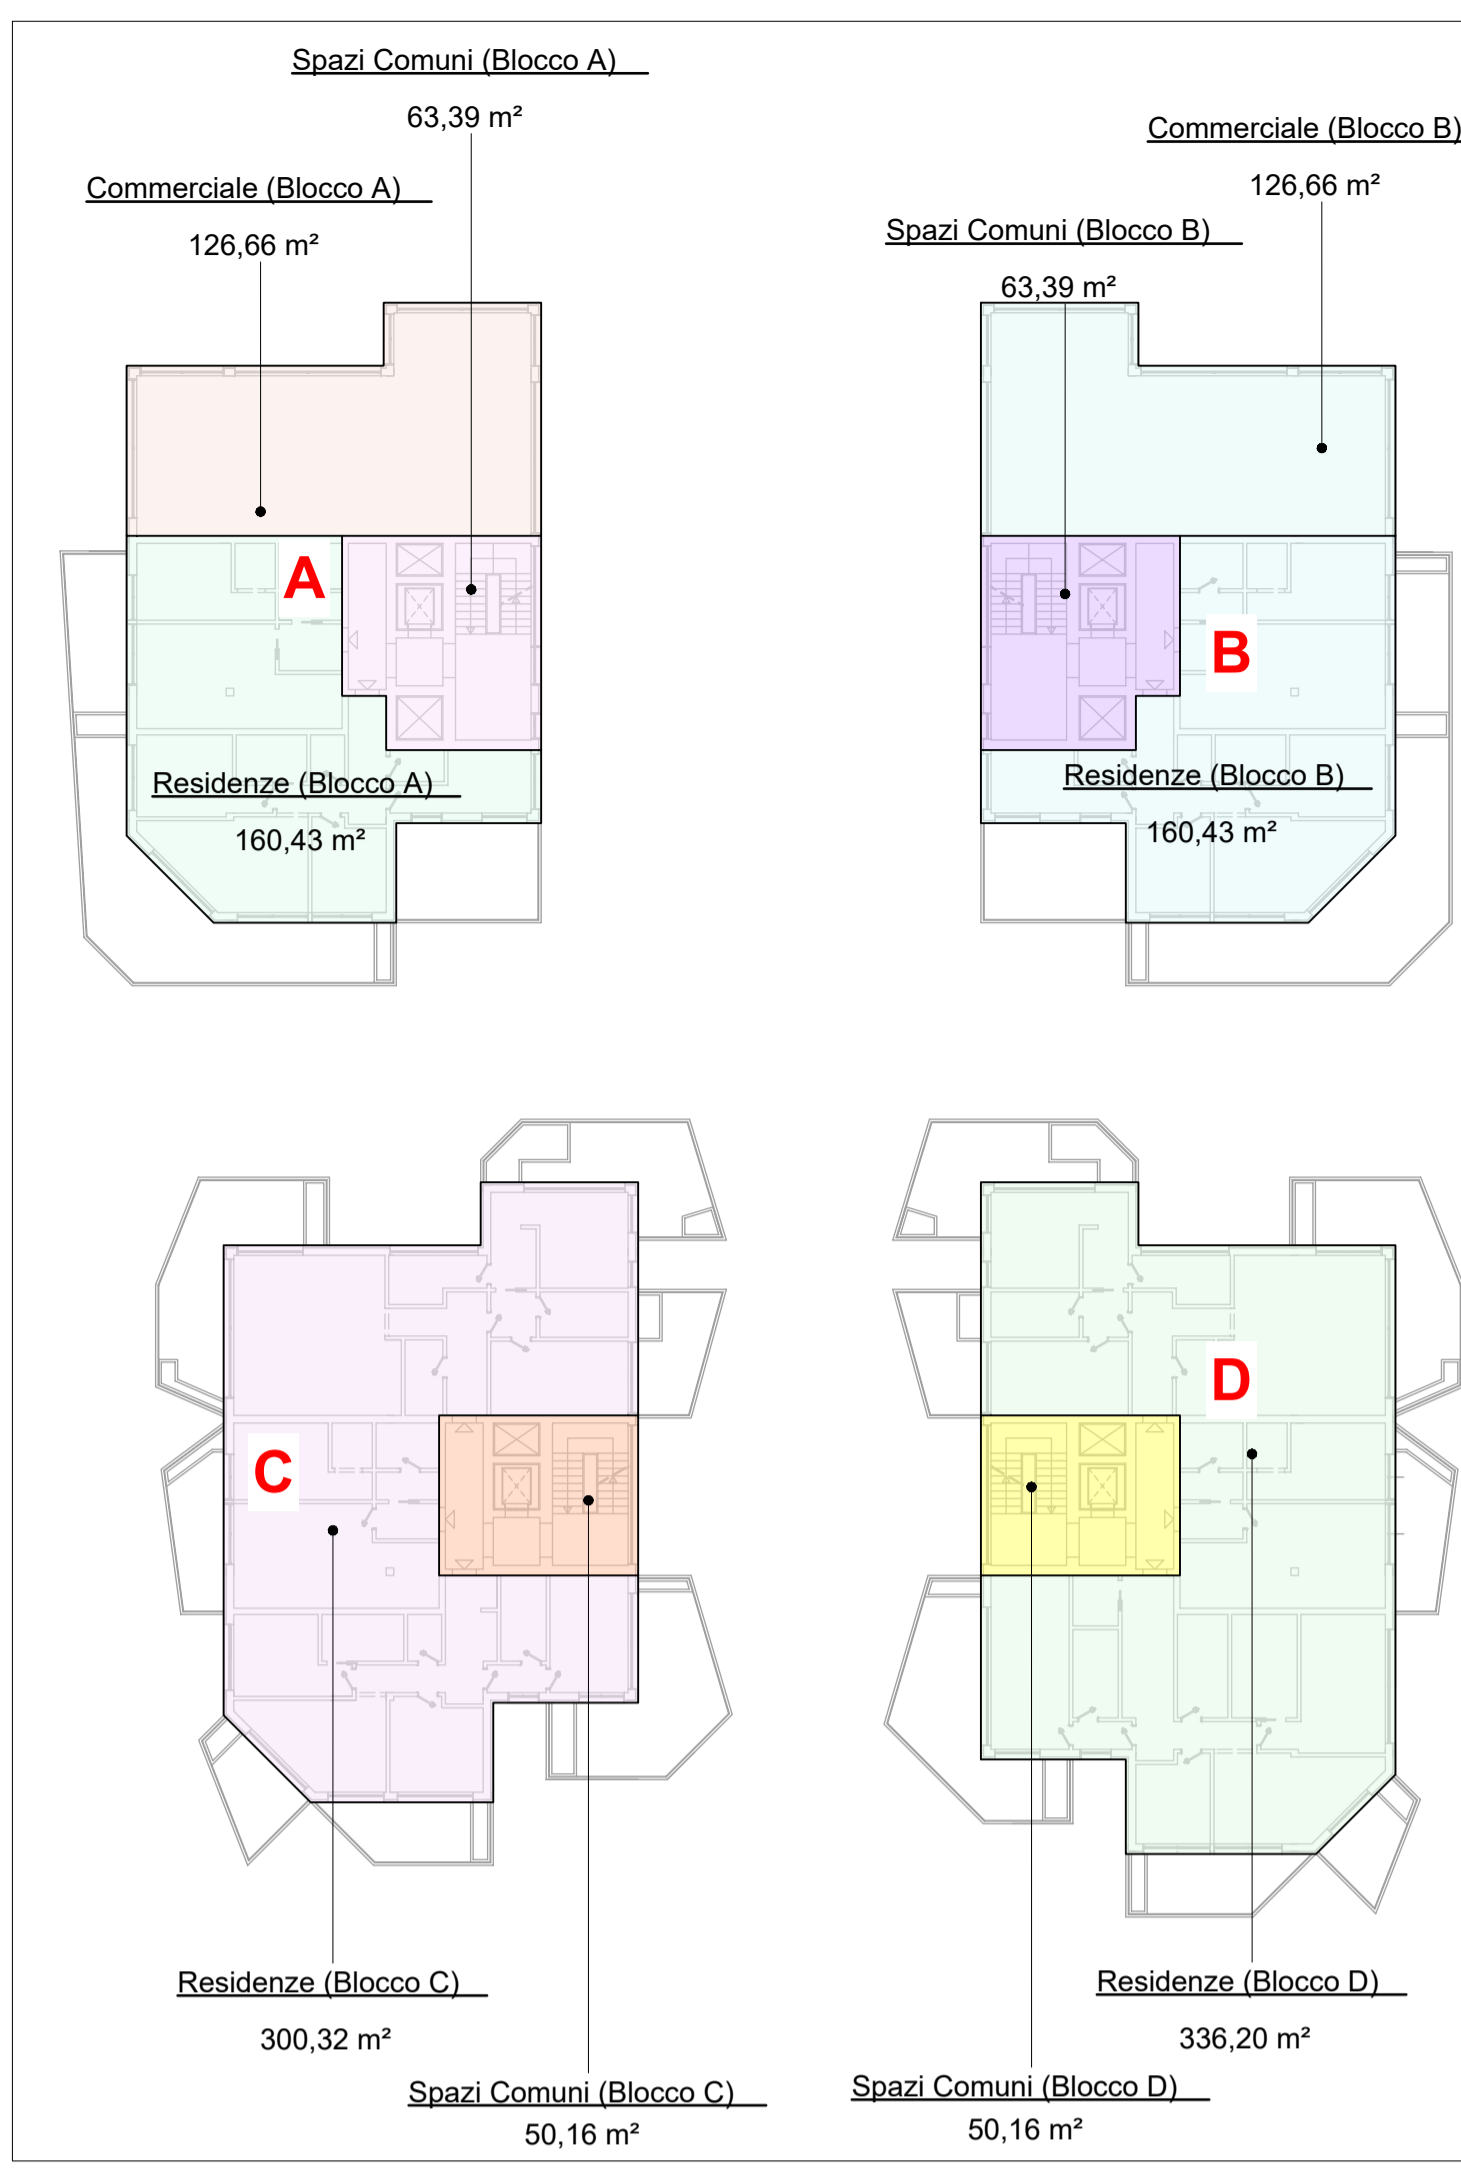 Spazi Comuni (Blocco A)
63,39 m²
Commerciale (Blocco B)
126,66 m²
Commerciale (Blocco A)
126,66 m²
Spazi Comuni (Blocco B)
63,39 m²
A
B
Residenze (Blocco A)
160,43 m²
Residenze (Blocco B)
160,43 m²
C
D
Residenze (Blocco C)
300,32 m²
Residenze (Blocco D)
336,20 m²
Spazi Comuni (Blocco C)
50,16 m²
Spazi Comuni (Blocco D)
50,16 m²